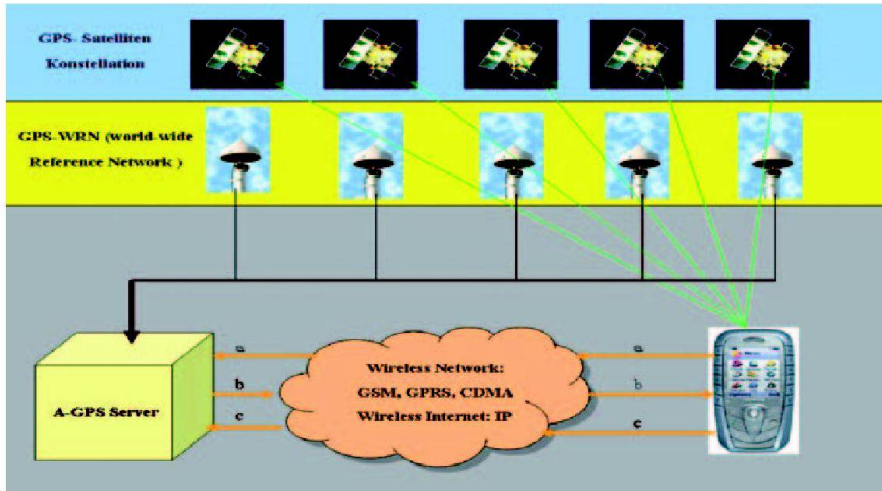 GPS- Satelliten
Konstellation
GPS-WRN (world-wide
Reference Network )
a
a
Wireless Network:
b
GSM, GPRS, CDMA
b
A-GPS Server
Wireless Internet: IP
c
c